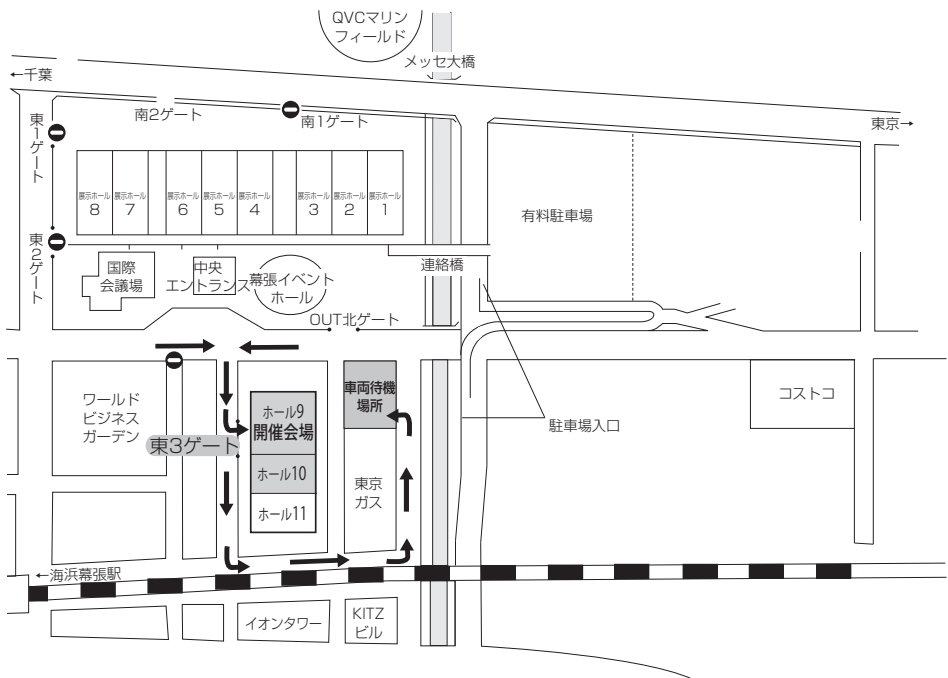 QVCマリン
フィールド
メッセ大橋
←千葉
東京→
南2ゲート
南1ゲート
東1ゲート
展示ホール
8
展示ホール
7
展示ホール
6
展示ホール
5
展示ホール
4
展示ホール
3
展示ホール
2
展示ホール
1
有料駐車場
東2ゲート
国際
会議場
中央
エントランス
幕張イベント
ホール
連絡橋
OUT北ゲート
ワールド
ビジネス
ガーデン
東3ゲート
ホール9
開催会場
ホール10
ホール11
車両待機
場所
東京
ガス
駐車場入口
コストコ
←海浜幕張駅
イオンタワー
KITZ
ビル